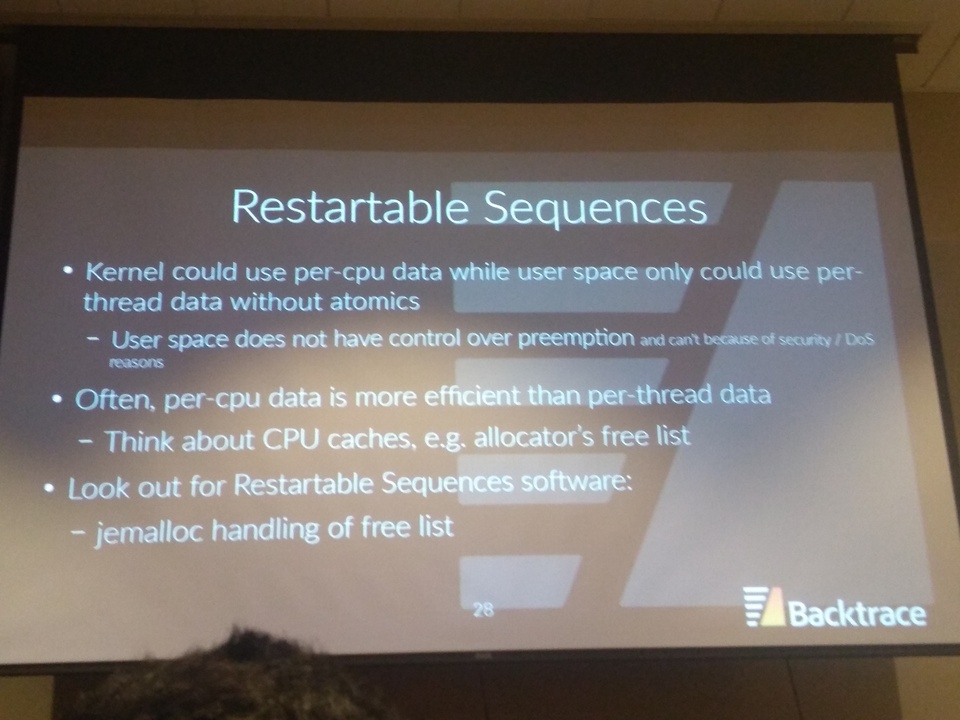 Restartable Sequences
• Kernel could use per-cpu data while user space only could use per-
thread data without atomics
– User space does not have control over preemption and can't because of security / DoS
reasons
• Often, per-cpu data is more efficient than per-thread data
– Think about CPU caches, e.g. allocator's free list
• Look out for Restartable Sequences software:
– jemalloc handling of free list
28
Backtrace